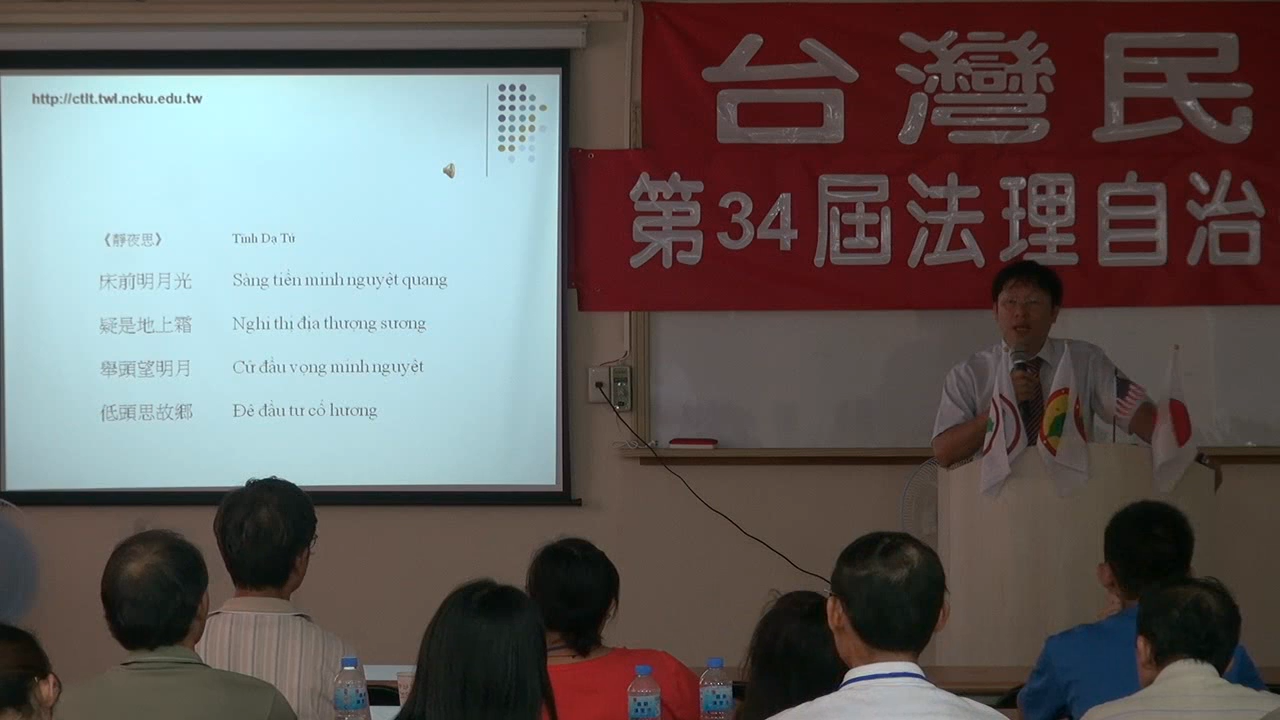 http://ctlt.twl.ncku.edu.tw
《靜夜思》 Tĩnh Dạ Tứ
床前明月光 Sàng tiền minh nguyệt quang
疑是地上霜 Nghi thị địa thượng sương
舉頭望明月 Cử đầu vọng minh nguyệt
低頭思故鄉 Đê đầu tư cố hương
台灣民
第34屆法理自治